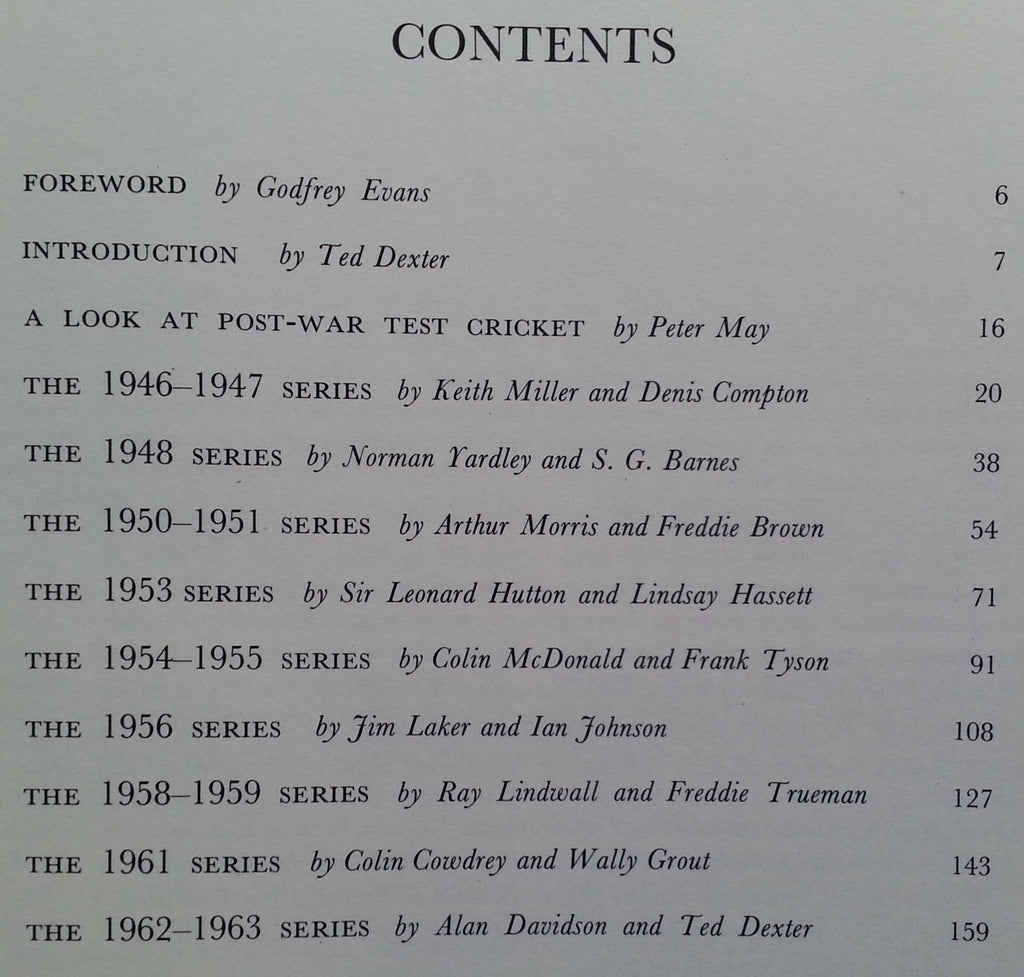 CONTENTS
FOREWORD by Godfrey Evans 6
INTRODUCTION by Ted Dexter 7
A LOOK AT POST-WAR TEST CRICKET by Peter May 16
THE 1946–1947 SERIES by Keith Miller and Denis Compton 20
THE 1948 SERIES by Norman Yardley and S. G. Barnes 38
THE 1950–1951 SERIES by Arthur Morris and Freddie Brown 54
THE 1953 SERIES by Sir Leonard Hutton and Lindsay Hassett 71
THE 1954–1955 SERIES by Colin McDonald and Frank Tyson 91
THE 1956 SERIES by Jim Laker and Ian Johnson 108
THE 1958–1959 SERIES by Ray Lindwall and Freddie Trueman 127
THE 1961 SERIES by Colin Cowdrey and Wally Grout 143
THE 1962–1963 SERIES by Alan Davidson and Ted Dexter 159